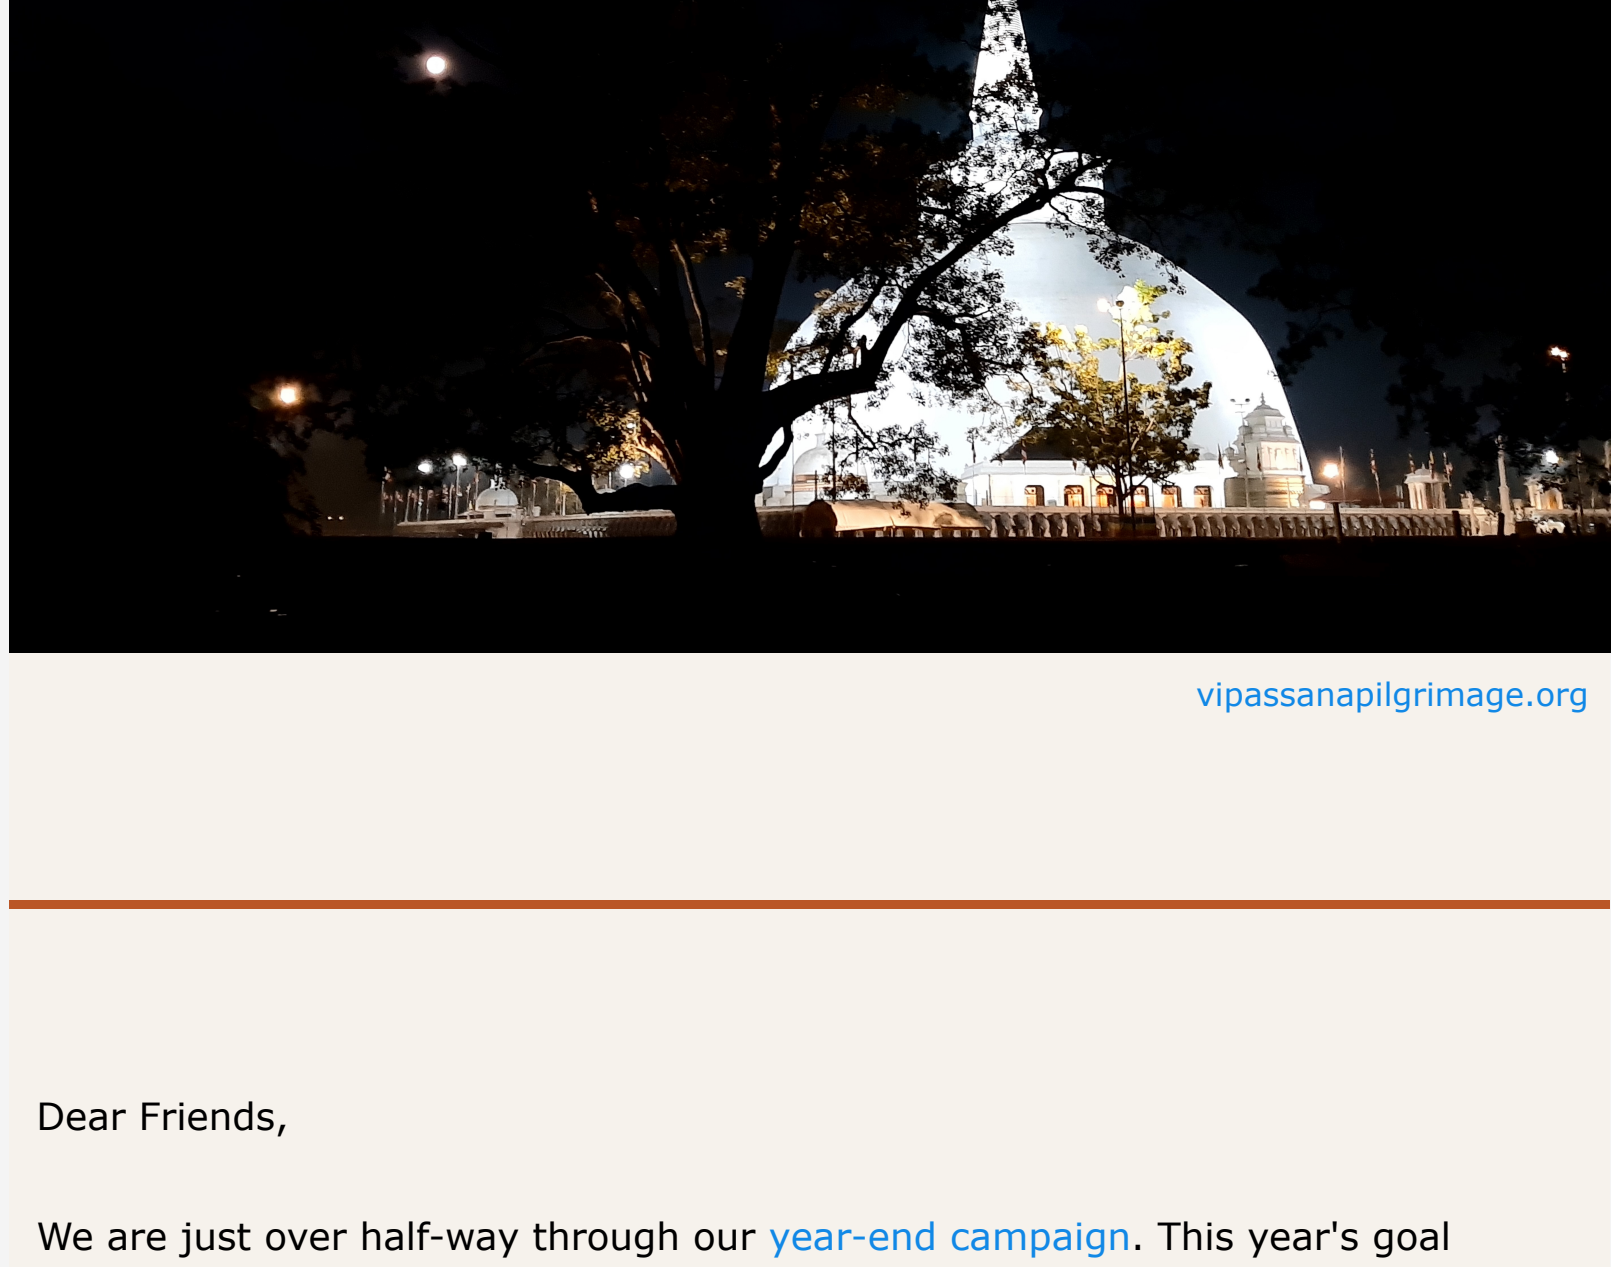 vipassanapilgrimage.org
Dear Friends,
We are just over half-way through our year-end campaign. This year's goal